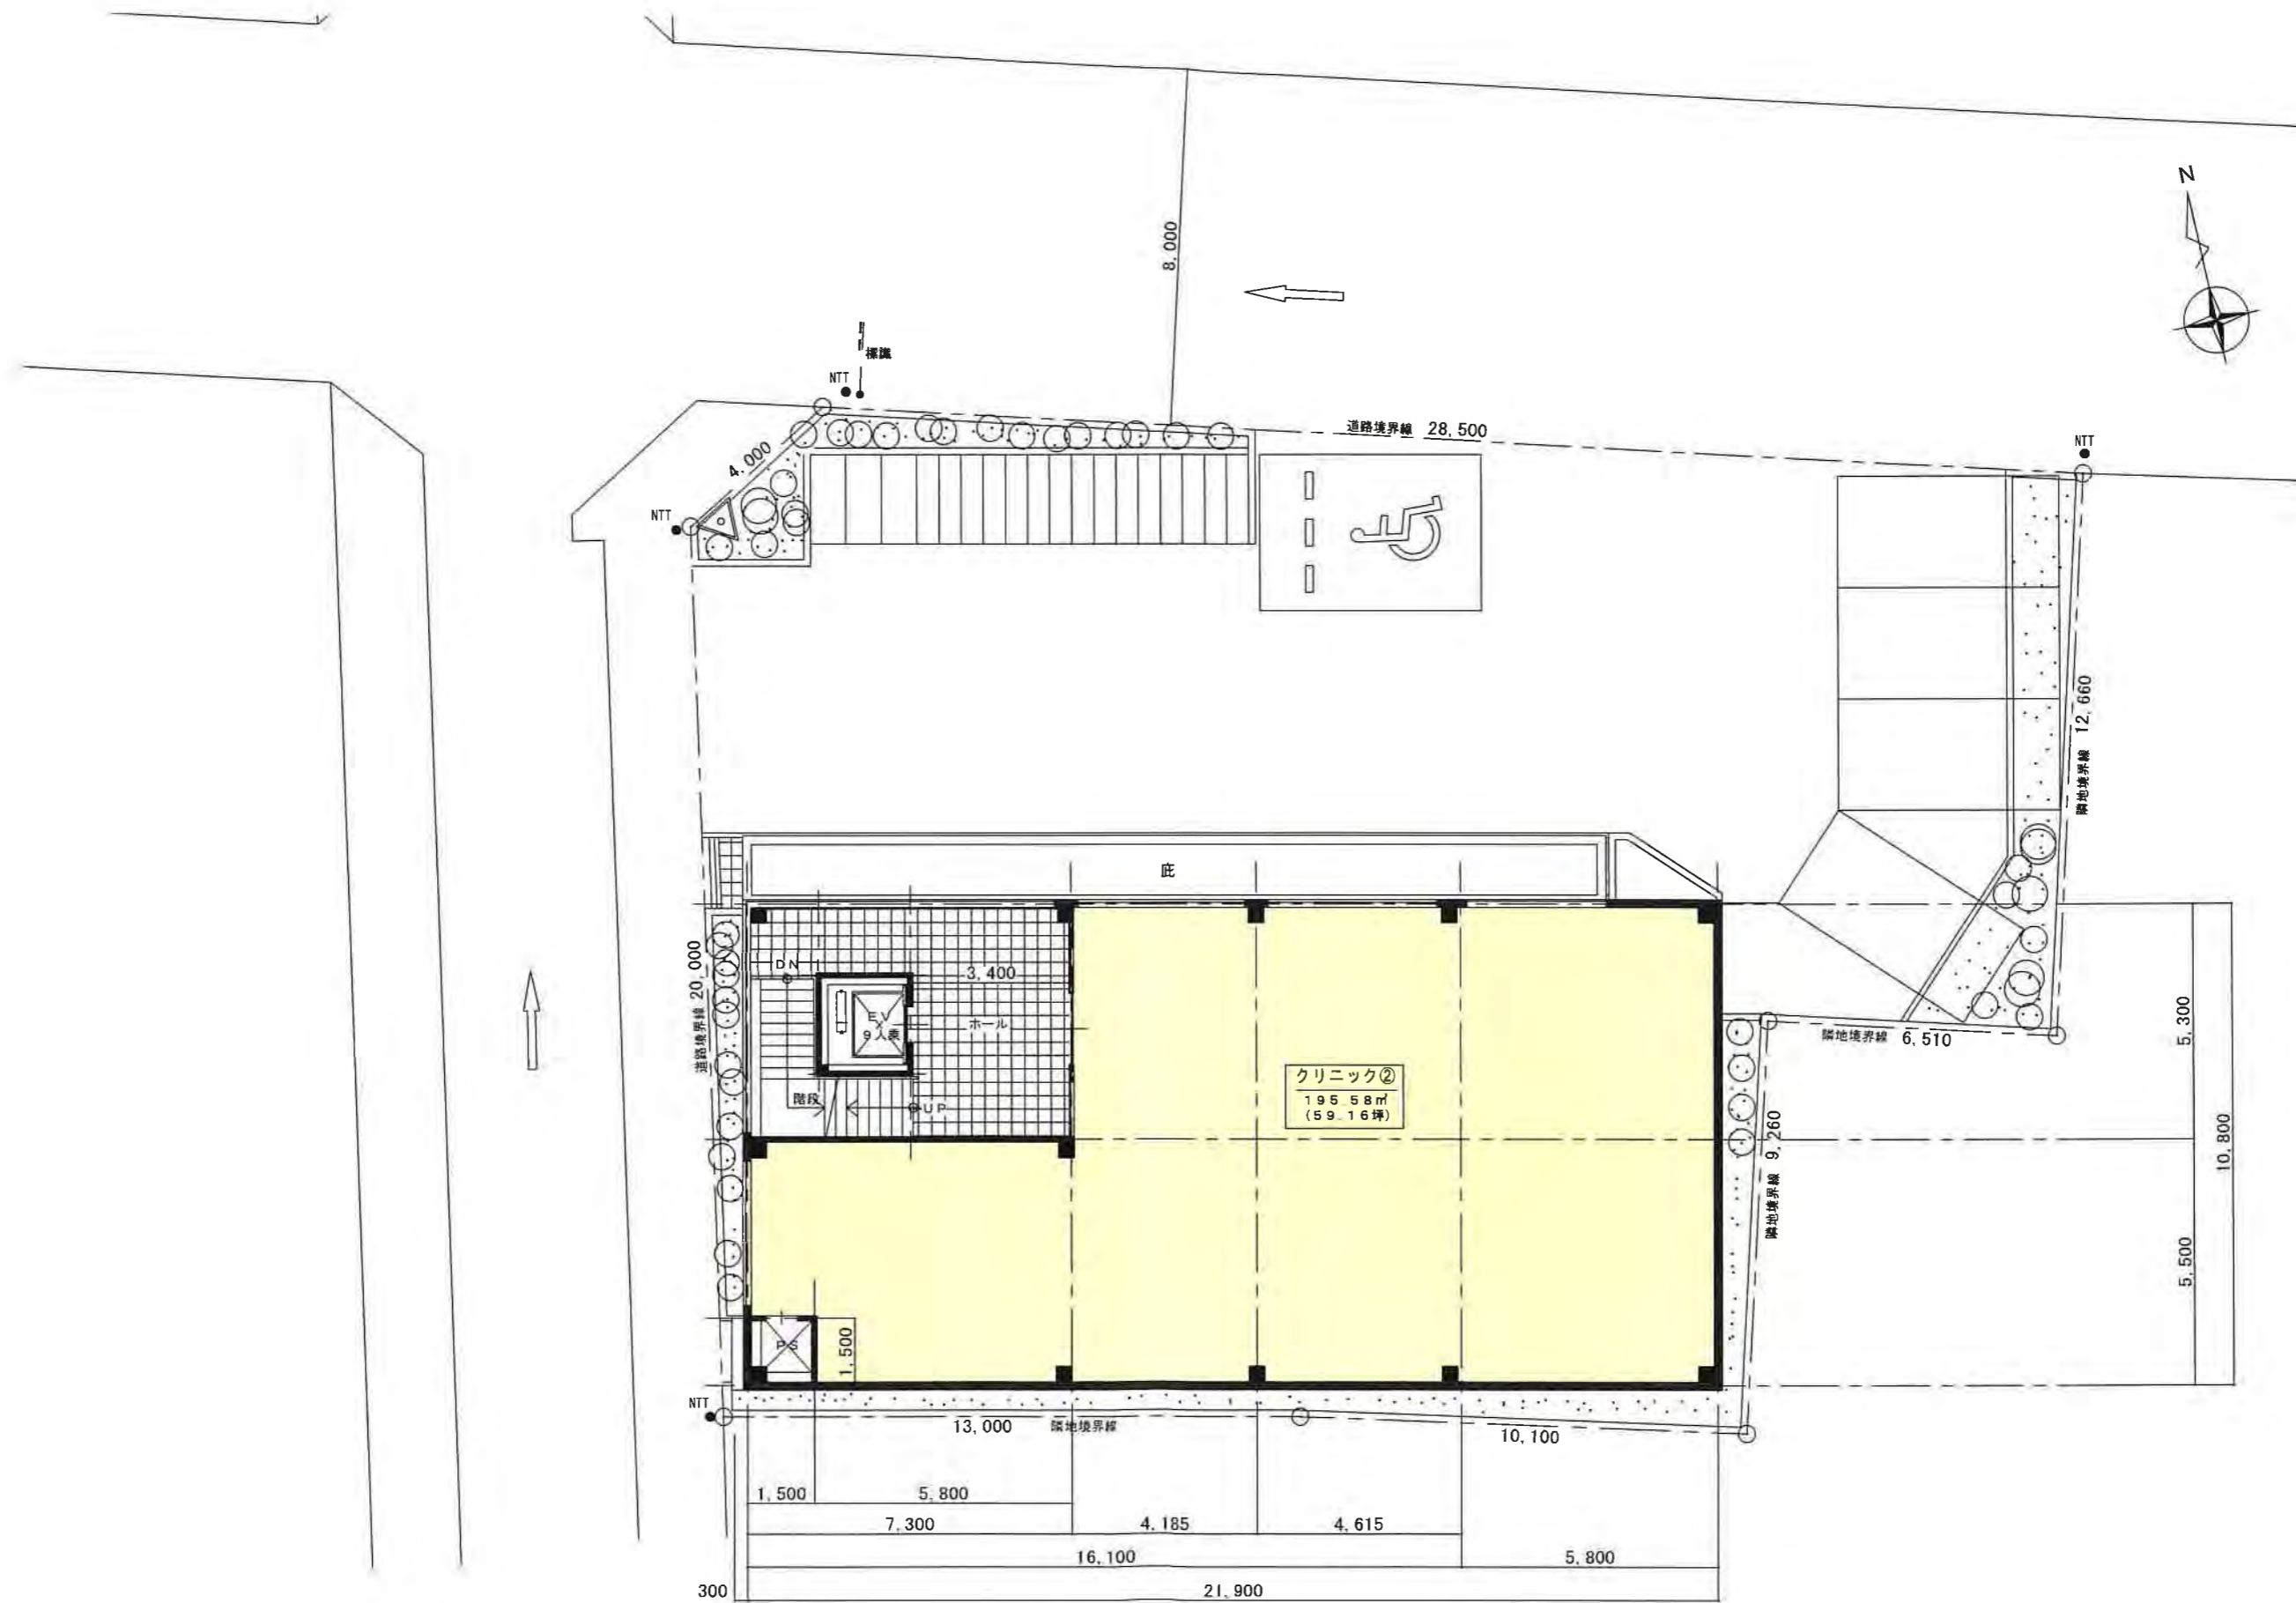 N
8,000
標識
NTT
道路境界線 28,500
NTT
4.000
NTT
隣地境界線 12,660
庇
道路境界線 20,000
DN
3,400
EV
9人乗
ホール
階段
UP
クリニック②
195.58㎡
(59.16坪)
隣地境界線 6,510
5,300
10,800
隣地境界線 9,260
5,500
PS
1,500
NTT
13,000 隣地境界線
10,100
1,500 5,800
7,300 4,185 4,615
16,100 5,800
300 21,900